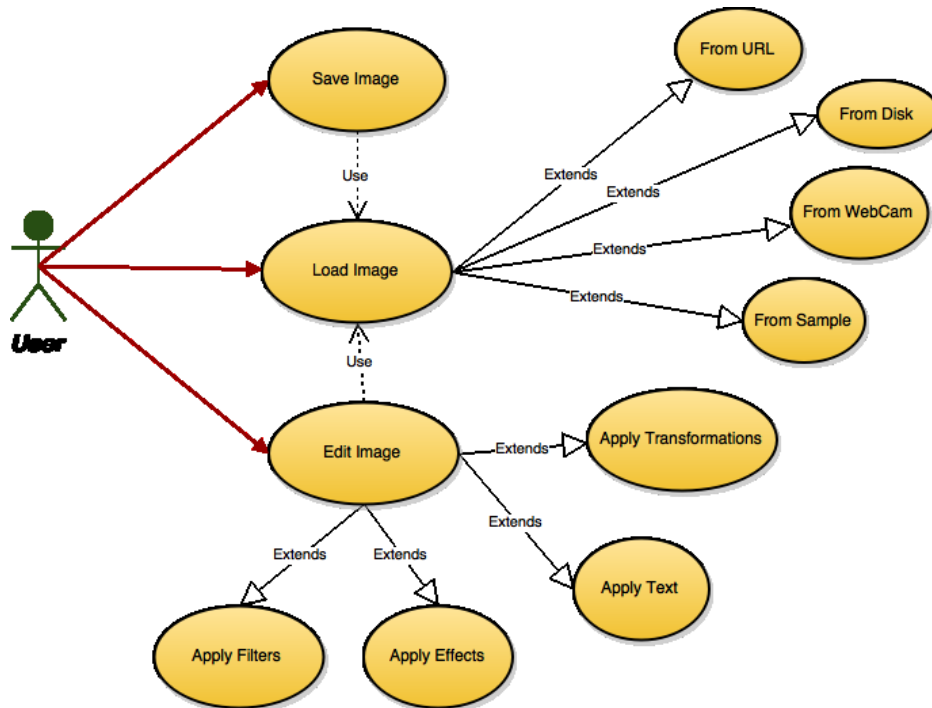 From URL
Save Image
From Disk
Extends
Use
Extends
From WebCam
Extends
Load Image
Extends
From Sample
User
Use
Edit Image
Extends
Apply Transformations
Extends
Extends
Extends
Apply Text
Apply Filters
Apply Effects